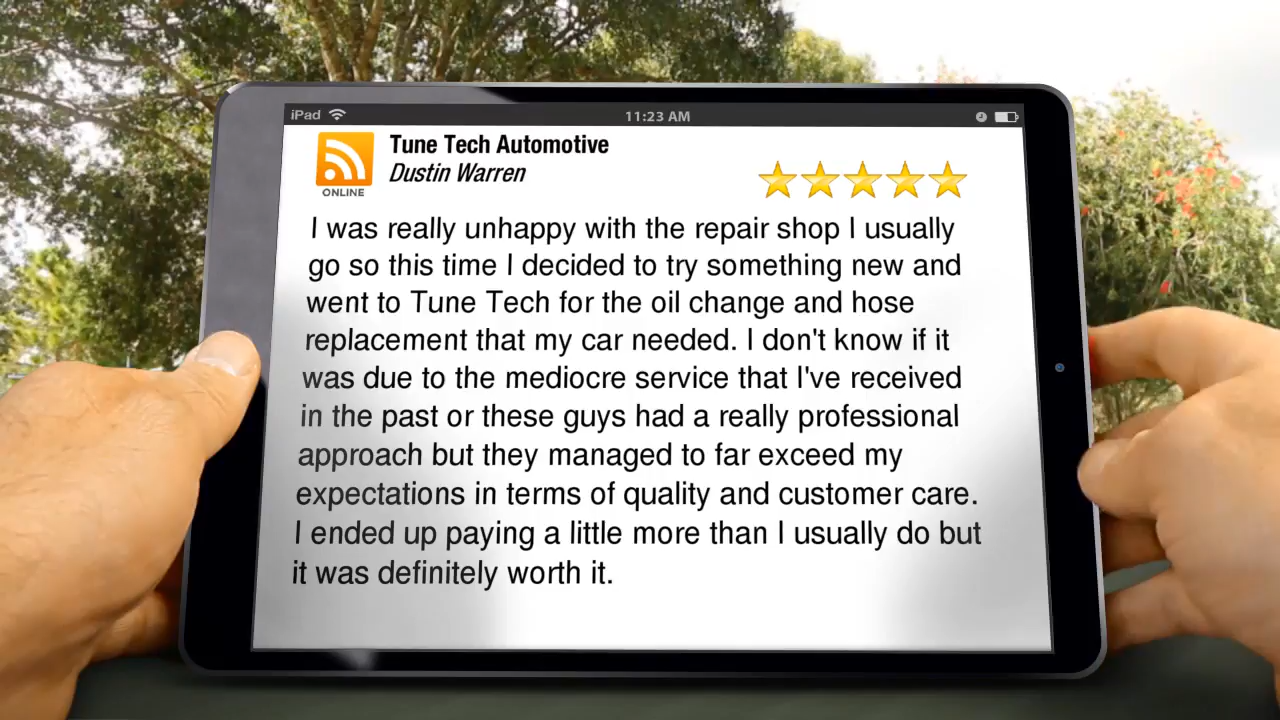 iPad 11:23 AM
Tune Tech Automotive
Dustin Warren
ONLINE
I was really unhappy with the repair shop I usually
go so this time I decided to try something new and
went to Tune Tech for the oil change and hose
replacement that my car needed. I don't know if it
was due to the mediocre service that I've received
in the past or these guys had a really professional
approach but they managed to far exceed my
expectations in terms of quality and customer care.
I ended up paying a little more than I usually do but
it was definitely worth it.